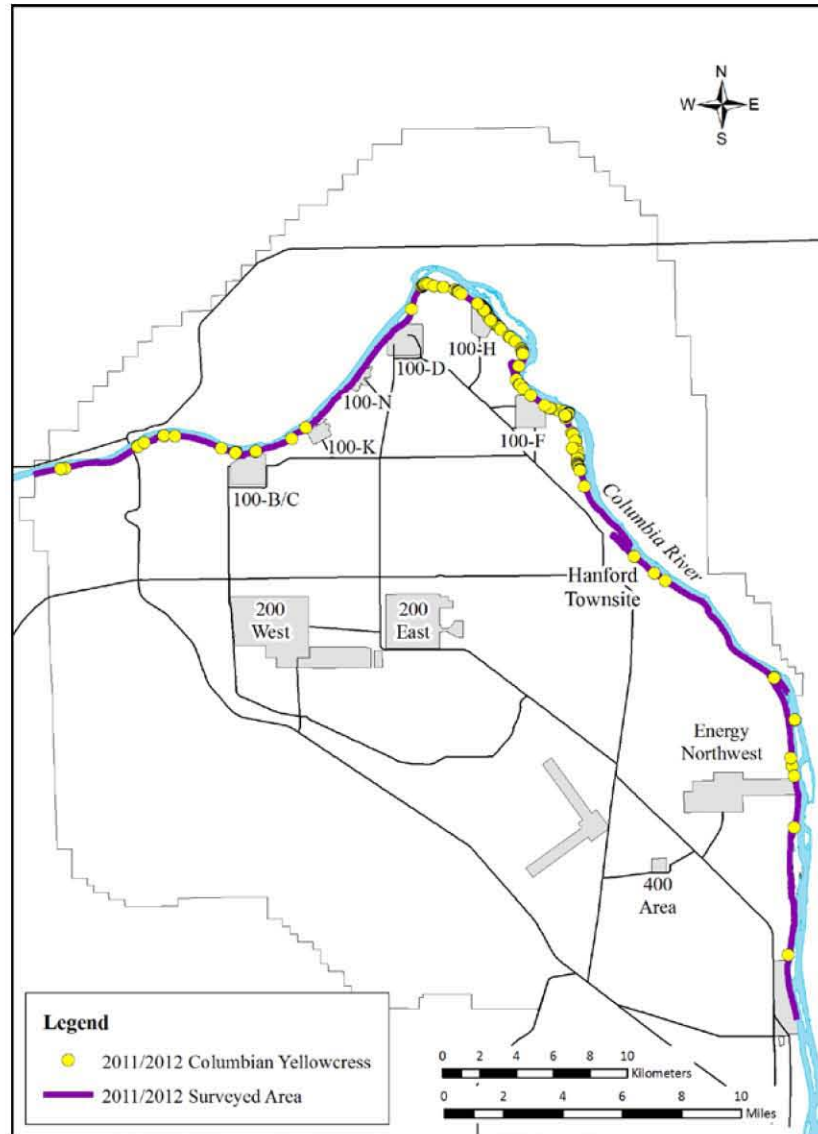 N
W E
S
100-H
100-D
100-N
100-F
100-K
100-B/C
Columbia River
Hanford
Townsite
200
West
200
East
Energy
Northwest
400
Area
Legend
2011/2012 Columbian Yellowcress
2011/2012 Surveyed Area
0 2 4 6 8 10
Kilometers
0 2 4 6 8 10
Miles